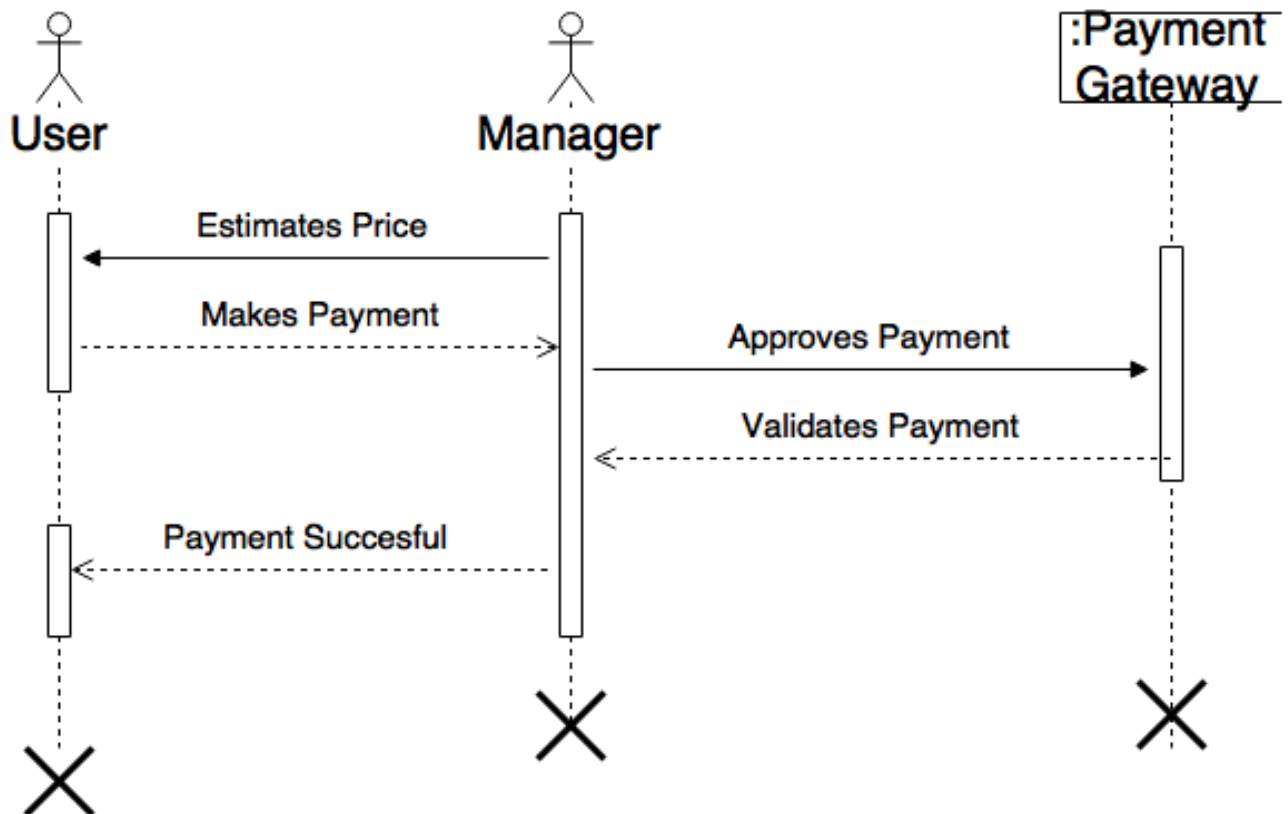 :Payment
Gateway
User
Manager
Estimates Price
Makes Payment
Approves Payment
Validates Payment
Payment Succesful